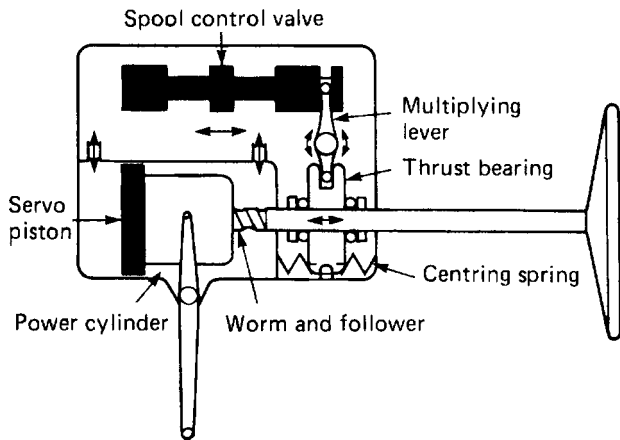 Spool control valve
Multiplying
lever
Thrust bearing
Servo
piston
Centring spring
Power cylinder
Worm and follower